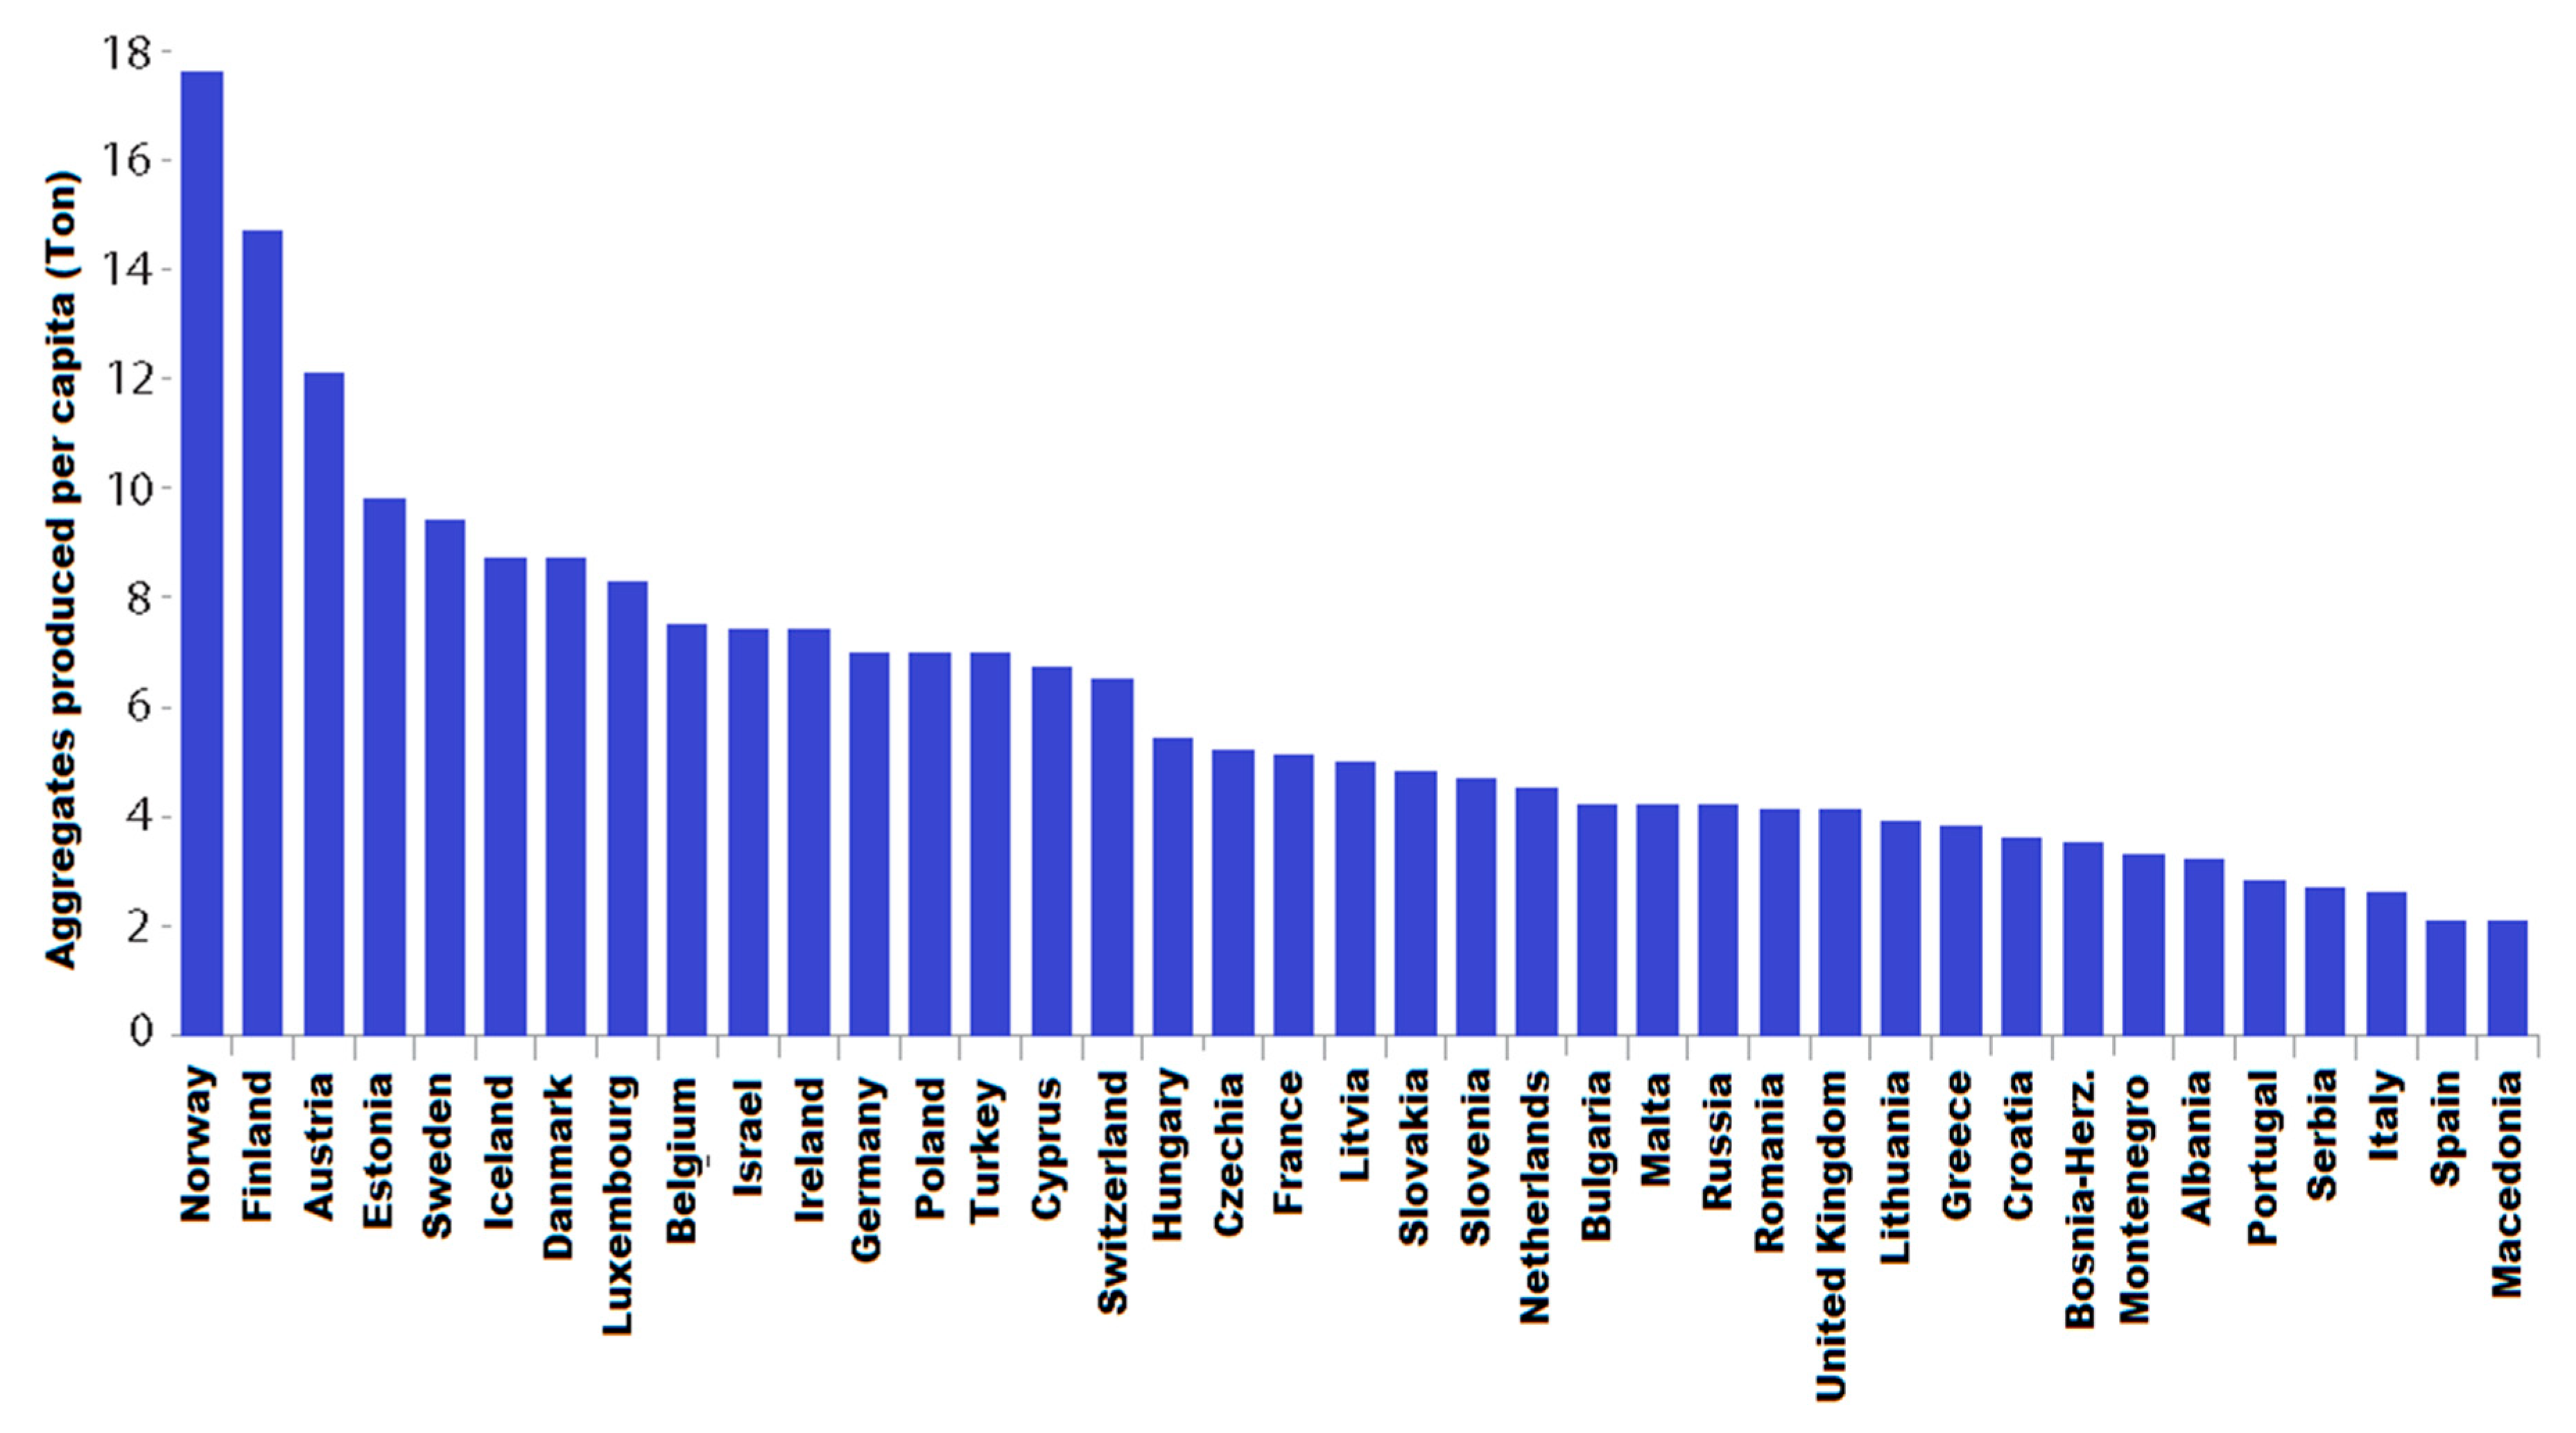 Aggregates produced per capita (Ton)
18
16
14
12
10
8
6
4
2
0
Norway
Finland
Austria
Estonia
Sweden
Iceland
Danmark
Luxembourg
Belgium
Israel
Ireland
Germany
Poland
Turkey
Cyprus
Switzerland
Hungary
Czechia
France
Litvia
Slovakia
Slovenia
Netherlands
Bulgaria
Malta
Russia
Romania
United Kingdom
Lithuania
Greece
Croatia
Bosnia-Herz.
Montenegro
Albania
Portugal
Serbia
Italy
Spain
Macedonia